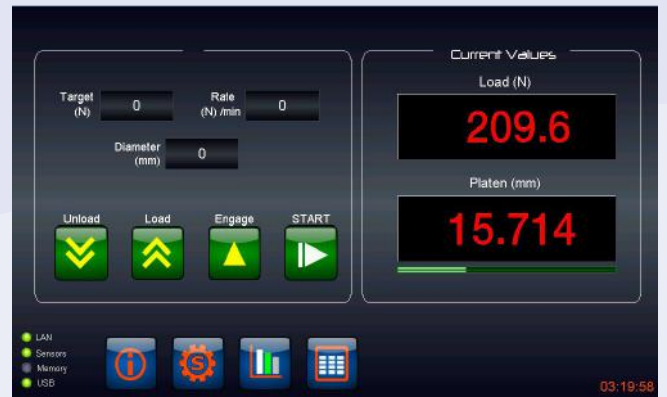 Current Values
Load (N)
209.6
Platen (mm)
15.714
Target
(N)
0
Rate
(N) /min
0
Diameter
(mm)
0
Unload
Load
Engage
START
LAN
Sensors
Memory
USB
S
03:19:58